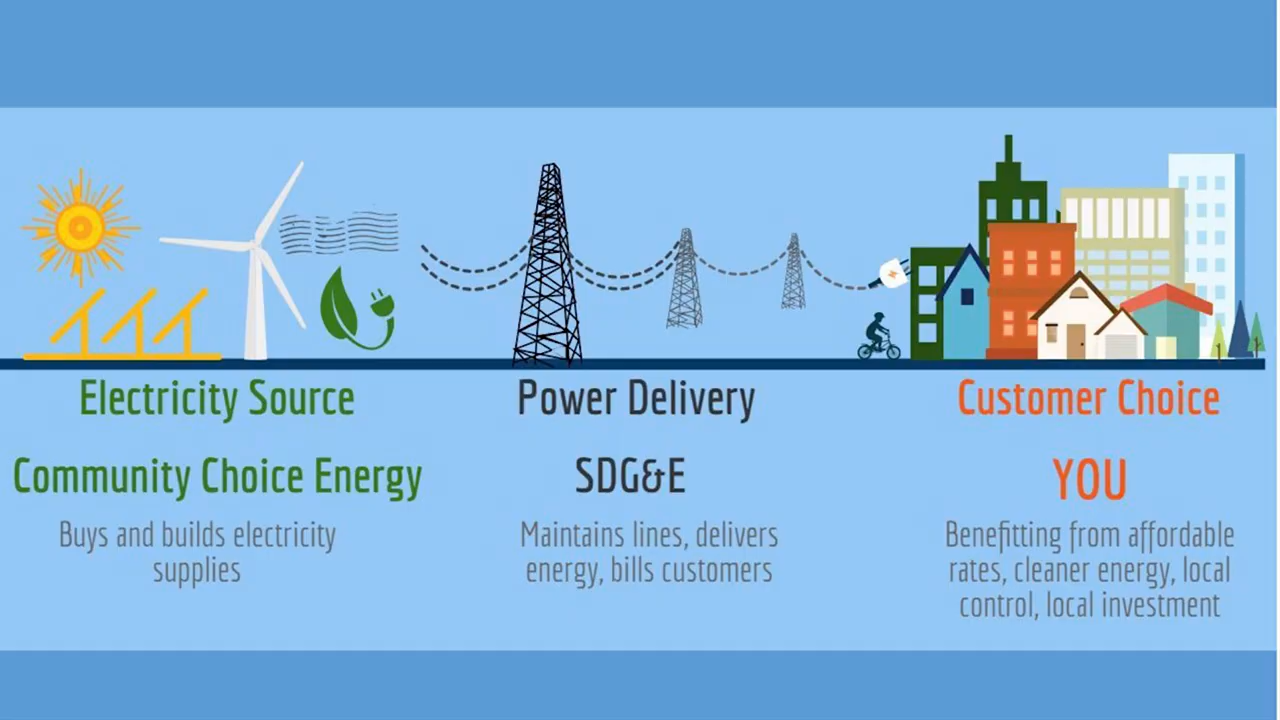 Electricity Source
Power Delivery
Customer Choice
Community Choice Energy
SDG&E
YOU
Buys and builds electricity
supplies
Maintains lines, delivers
energy, bills customers
Benefitting from affordable
rates, cleaner energy, local
control, local investment